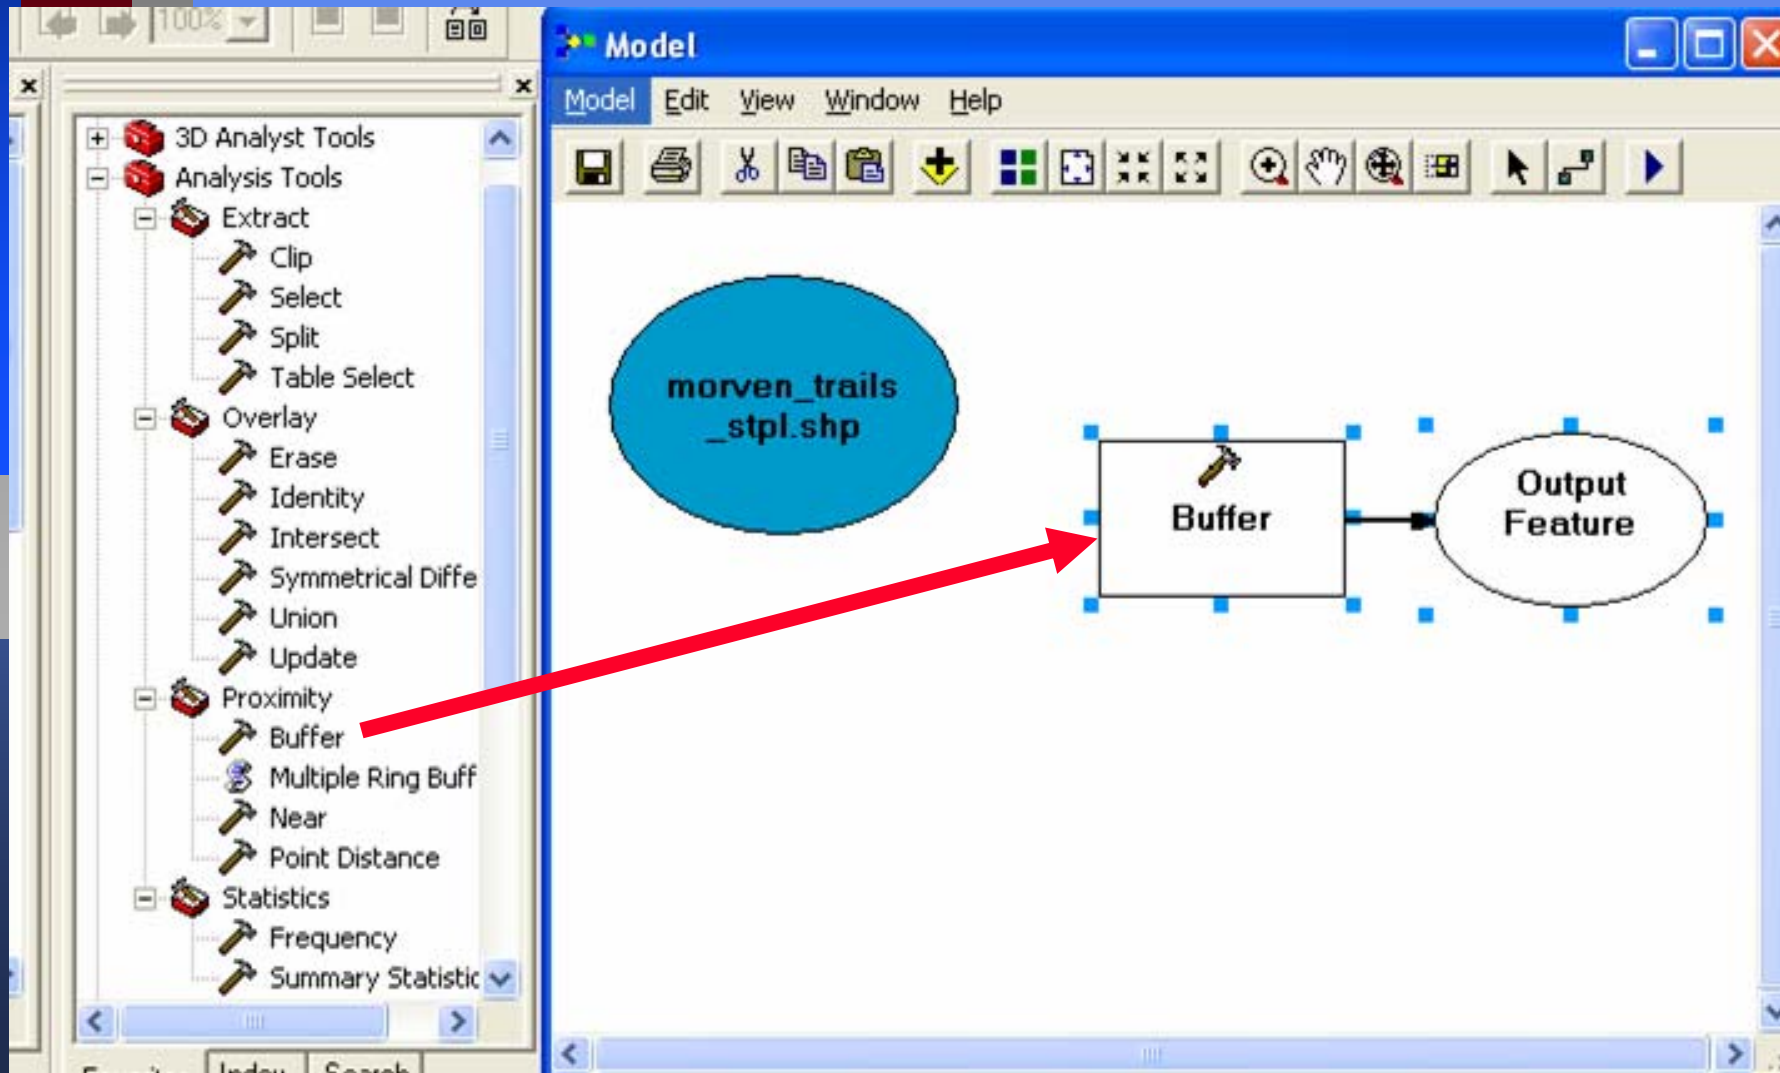 100%
3D Analyst Tools
Analysis Tools
Extract
Clip
Select
Split
Table Select
Overlay
Erase
Identity
Intersect
Symmetrical Diffe
Union
Update
Proximity
Buffer
Multiple Ring Buff
Near
Point Distance
Statistics
Frequency
Summary Statistic
Index
Search
Model
Model Edit View Window Help
morven_trails
_stpl.shp
Buffer
Output
Feature